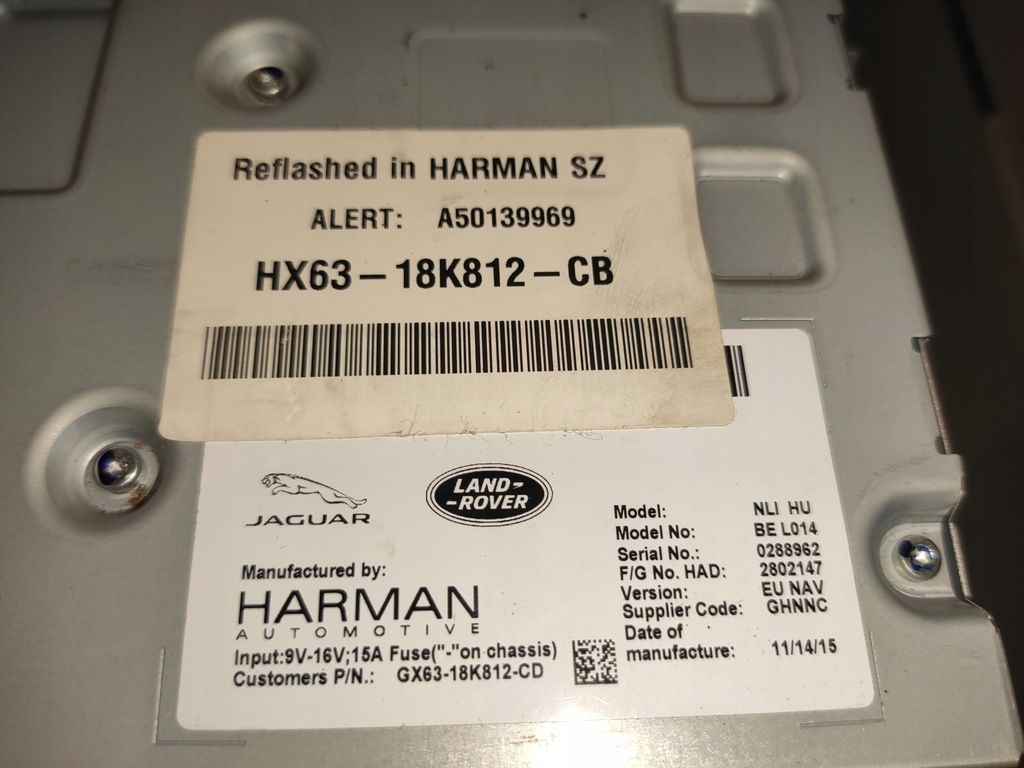 Reflashed in HARMAN SZ
ALERT: A50139969
HX63-18K812-CB
JAGUAR
LAND-
-ROVER
Manufactured by:
HARMAN
AUTOMOTIVE
Input:9V-16V;15A Fuse("-"on chassis)
Customers P/N.: GX63-18K812-CD
Model: NLI HU
Model No: BE L014
Serial No.: 0288962
F/G No. HAD: 2802147
Version: EU NAV
Supplier Code: GHNNC
Date of
manufacture: 11/14/15